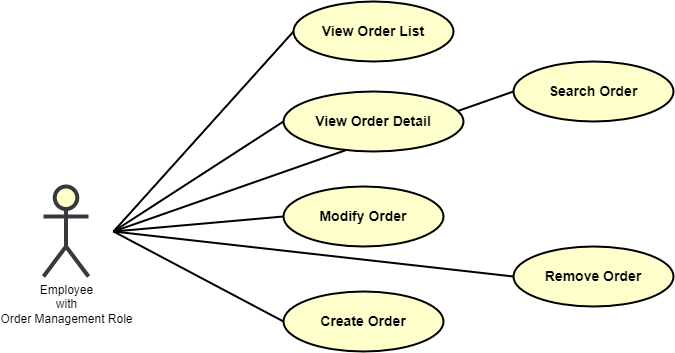 View Order List
Search Order
View Order Detail
Modify Order
Remove Order
Employee
with
Order Management Role
Create Order